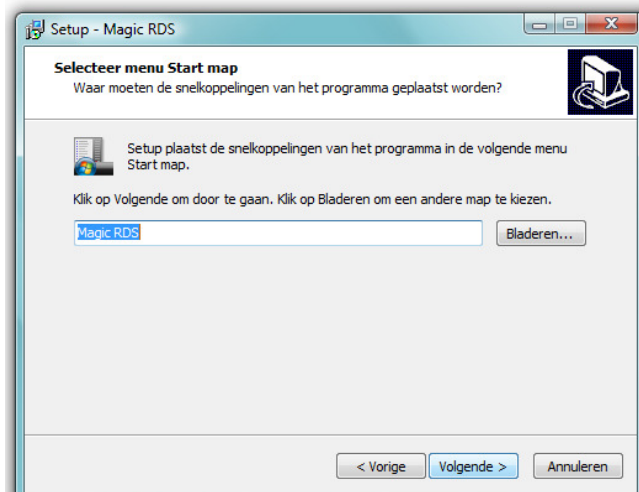 Setup - Magic RDS
Selecteer menu Start map
Waar moeten de snelkoppelingen van het programma geplaatst worden?
Setup plaatst de snelkoppelingen van het programma in de volgende menu
Start map.
Klik op Volgende om door te gaan. Klik op Bladeren om een andere map te kiezen.
Magic RDS
Bladeren...
< Vorige
Volgende >
Annuleren